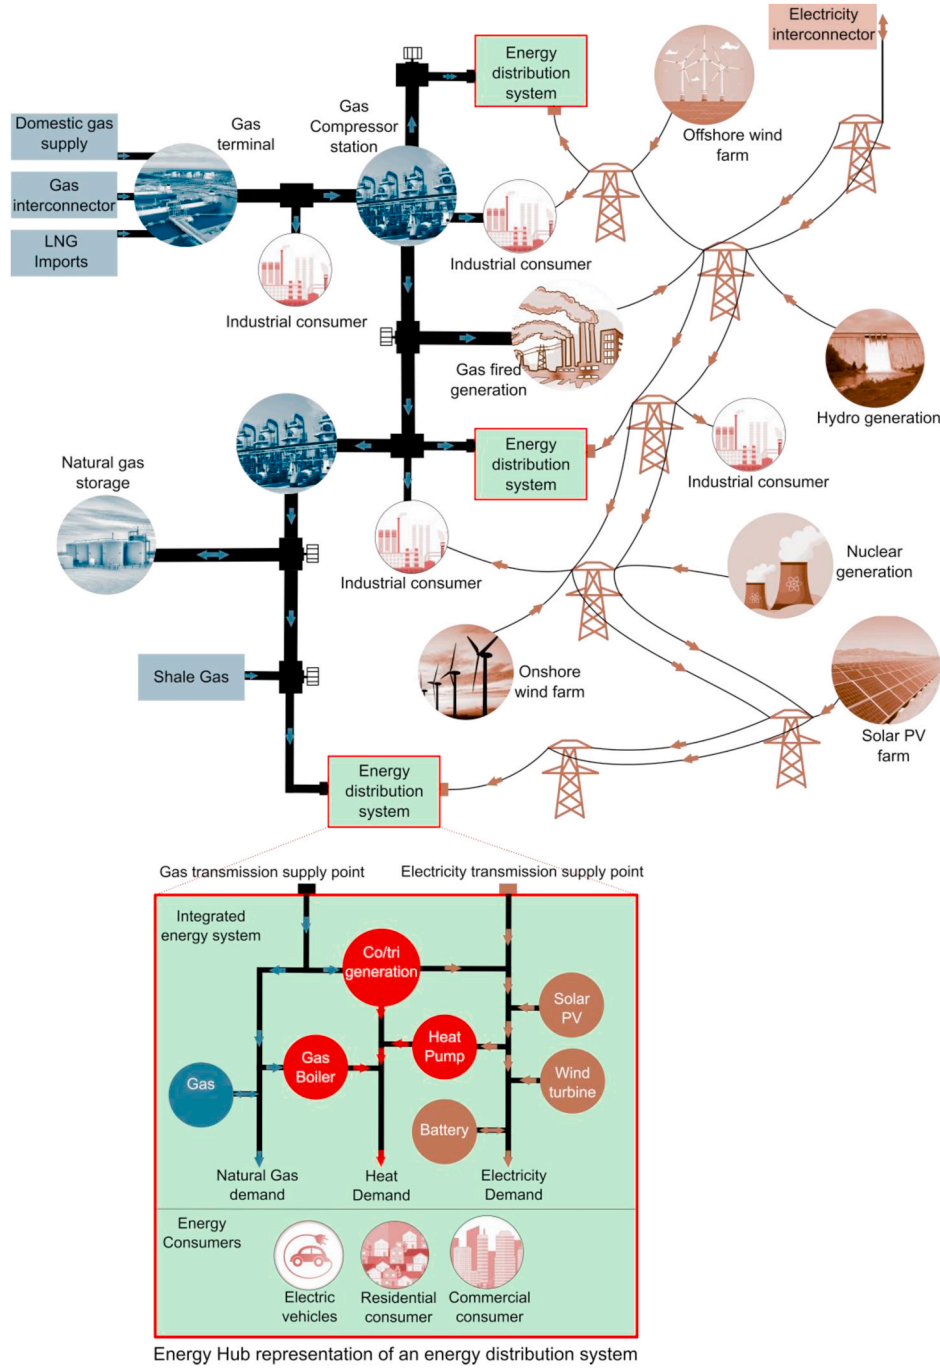 Electricity
interconnector
Energy
distribution
system
Gas
Compressor
station
Gas
terminal
Domestic gas
supply
Offshore wind
farm
Gas
interconnector
LNG
Imports
Industrial consumer
Industrial consumer
Gas fired
generation
Hydro generation
Energy
distribution
system
Natural gas
storage
Industrial consumer
Industrial consumer
Nuclear
generation
Shale Gas
Onshore
wind farm
Solar PV
farm
Energy
distribution
system
Gas transmission supply point
Electricity transmission supply point
Integrated
energy system
Co/tri
generation
Solar
PV
Heat
Pump
Gas
Boiler
Wind
turbine
Gas
Battery
Natural Gas
demand
Heat
Demand
Electricity
Demand
Energy
Consumers
Electric
vehicles
Residential
consumer
Commercial
consumer
Energy Hub representation of an energy distribution system